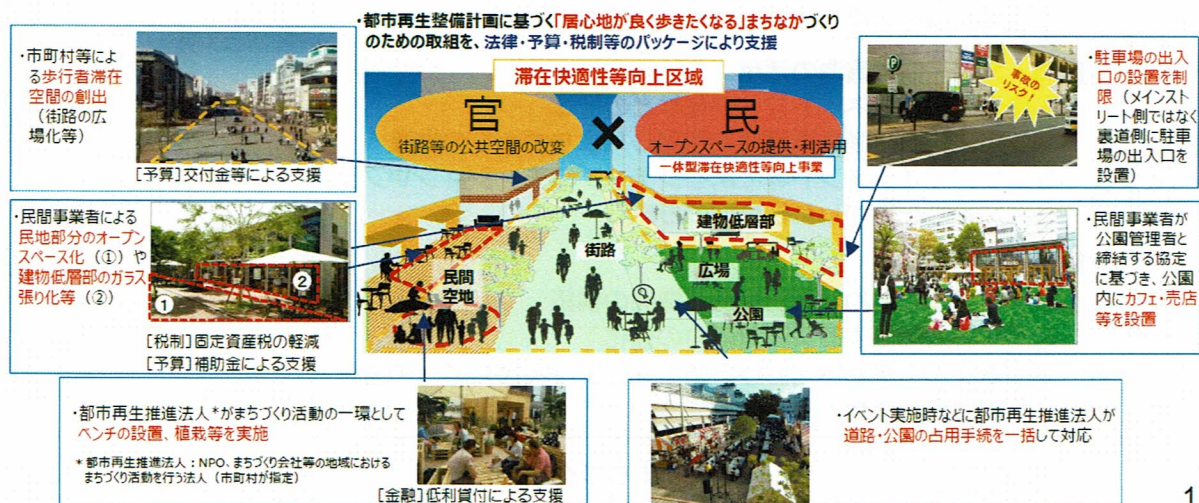 ・都市再生整備計画に基づく「居心地が良く歩きたくなる」まちなかづくり
のための取組を、法律・予算・税制等のパッケージにより支援
滞在快適性等向上区域
官
街路等の公共空間の改変
×
民
オープンスペースの提供・利活用
一体型滞在快適性等向上事業
・市町村等によ
る歩行者滞在
空間の創出
（街路の広
場化等）
[予算]交付金等による支援
・民間事業者による
民地部分のオープン
スペース化（①）や
建物低層部のガラス
張り化等（②）
①
②
[税制]固定資産税の軽減
[予算]補助金による支援
建物低層部
街路
広場
民間
空地
公園
事故の
リスク！
・駐車場の出入
口の設置を制
限（メインスト
リート側ではなく
裏道側に駐車
場の出入口を
設置）
・民間事業者が
公園管理者と
締結する協定
に基づき、公園
内にカフェ・売店
等を設置
・都市再生推進法人*がまちづくり活動の一環として
ベンチの設置、植栽等を実施
* 都市再生推進法人：NPO、まちづくり会社等の地域における
まちづくり活動を行う法人（市町村が指定）
[金融]低利貸付による支援
・イベント実施時などに都市再生推進法人が
道路・公園の占用手続を一括して対応